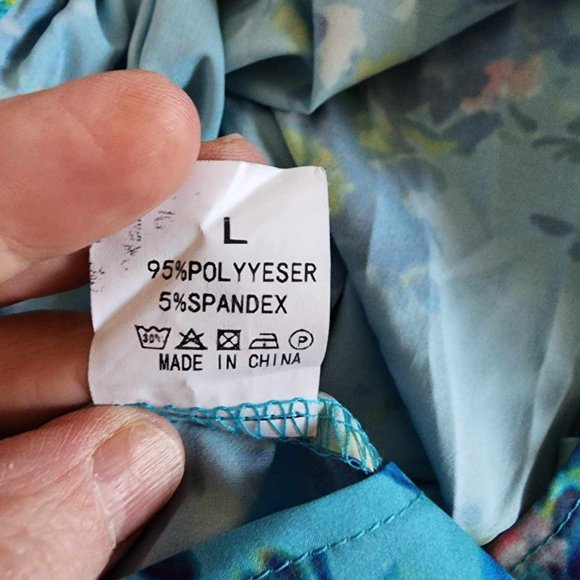 L
95%POLYYESER
5%SPANDEX
30° P
MADE IN CHINA